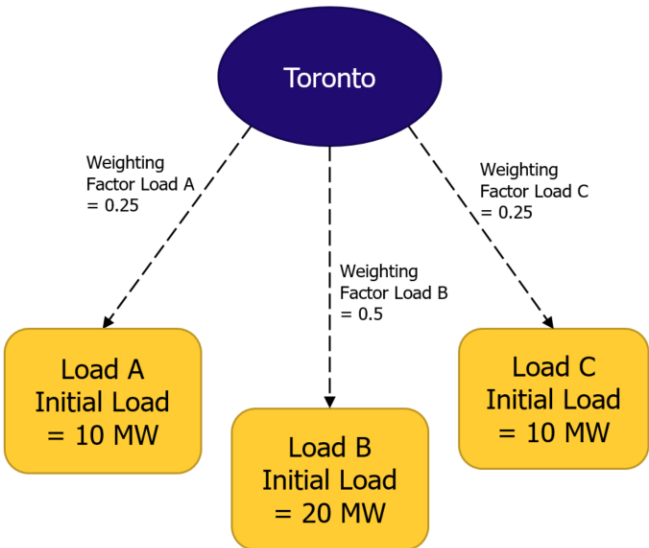 Toronto
Weighting
Factor Load A
= 0.25
Weighting
Factor Load C
= 0.25
Weighting
Factor Load B
= 0.5
Load A
Initial Load
= 10 MW
Load C
Initial Load
= 10 MW
Load B
Initial Load
= 20 MW